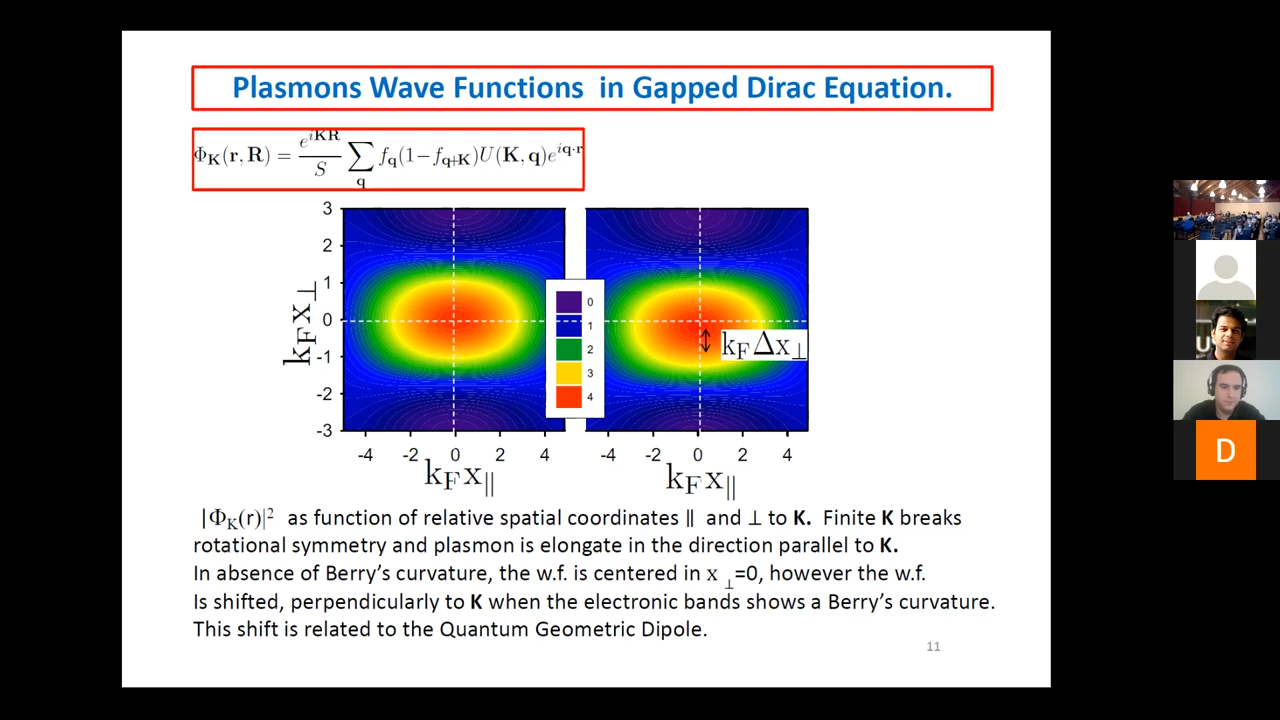 Plasmons Wave Functions in Gapped Dirac Equation.
Φ_K(r, R) = e^{iKR}/S ∑_q f_q(1−f_{q+K})U(K, q)e^{iq·r}
3
2
1
0
-1
-2
-3
k_F x_⊥
0
1
2
3
4
k_F Δx_⊥
-4 -2 0 2 4
-4 -2 0 2 4
k_F x_∥
k_F x_∥
|Φ_K(r)|² as function of relative spatial coordinates ∥ and ⊥ to K. Finite K breaks
rotational symmetry and plasmon is elongate in the direction parallel to K.
In absence of Berry’s curvature, the w.f. is centered in x_⊥=0, however the w.f.
Is shifted, perpendicularly to K when the electronic bands shows a Berry’s curvature.
This shift is related to the Quantum Geometric Dipole.
11
U
D